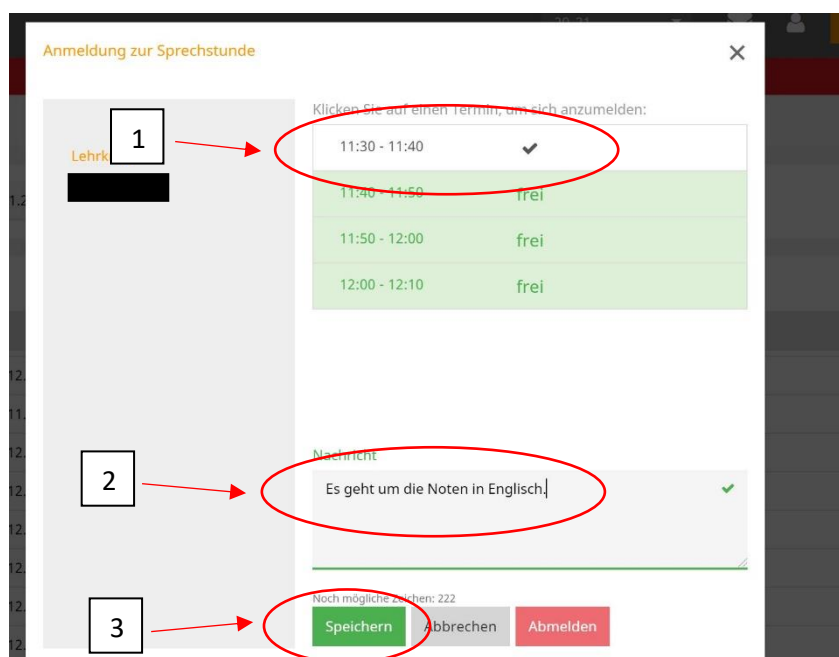 20-21
Anmeldung zur Sprechstunde
Klicken Sie auf einen Termin, um sich anzumelden:
1
11:30 - 11:40
11:40 - 11:50 frei
11:50 - 12:00 frei
12:00 - 12:10 frei
Nachricht
2
Es geht um die Noten in Englisch.
Noch mögliche Zeichen: 222
3
Speichern Abbrechen Abmelden